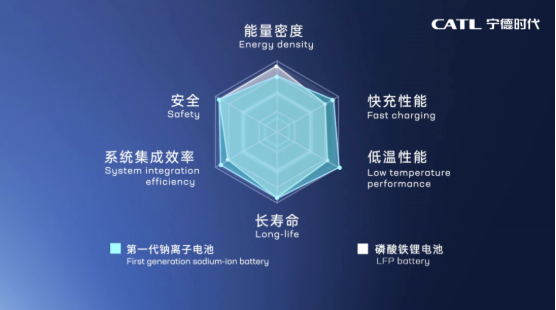 CATL 宁德时代
能量密度
Energy density
安全
Safety
快充性能
Fast charging
系统集成效率
System integration
efficiency
低温性能
Low temperature
performance
长寿命
Long-life
第一代钠离子电池
First generation sodium-ion battery
磷酸铁锂电池
LFP battery